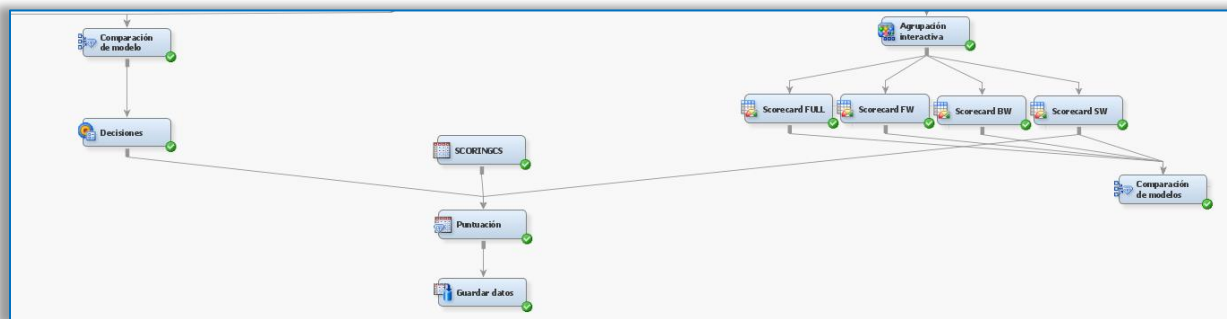 Comparación
de modelo
Agrupación
interactiva
Scorecard FULL
Scorecard FW
Scorecard BW
Scorecard SW
Decisiones
SCORINGCS
Comparación
de modelos
Puntuación
Guardar datos